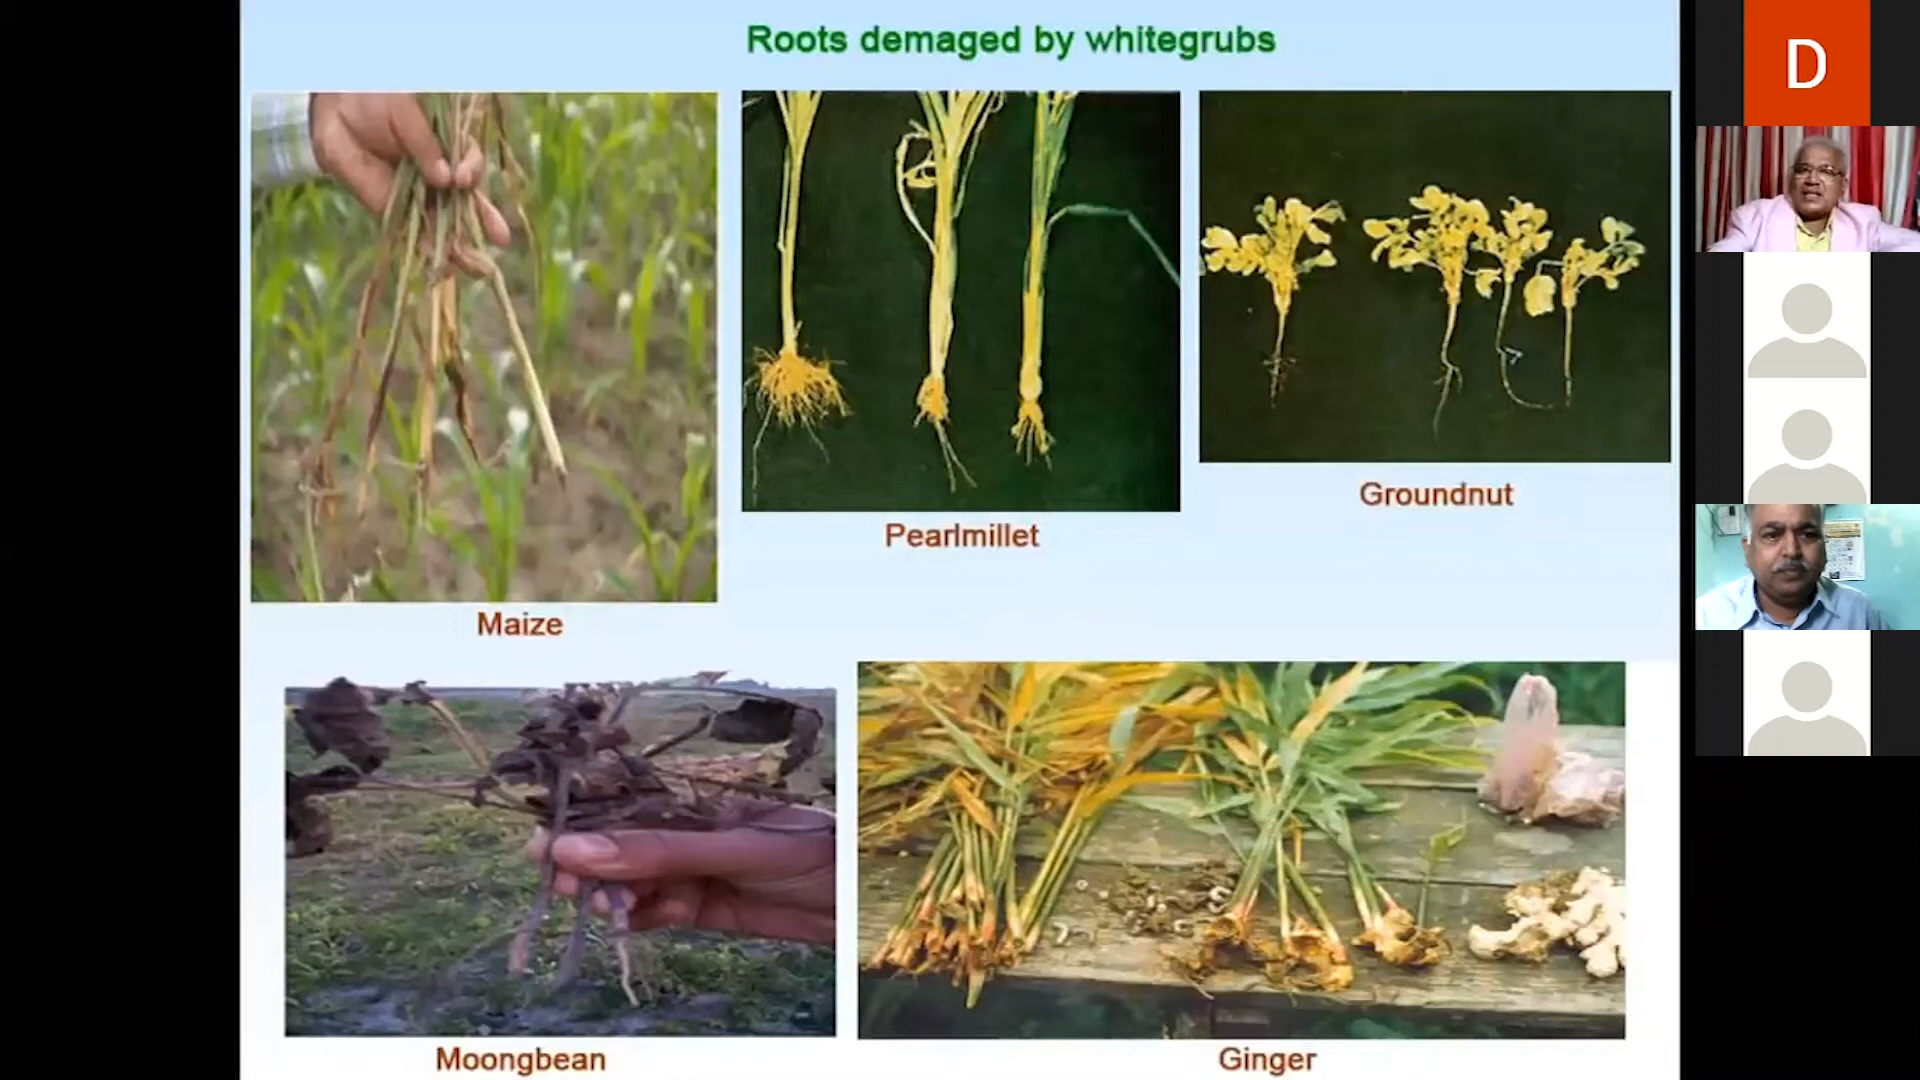 Roots demaged by whitegrubs
D
Groundnut
Pearlmillet
Maize
Moongbean
Ginger